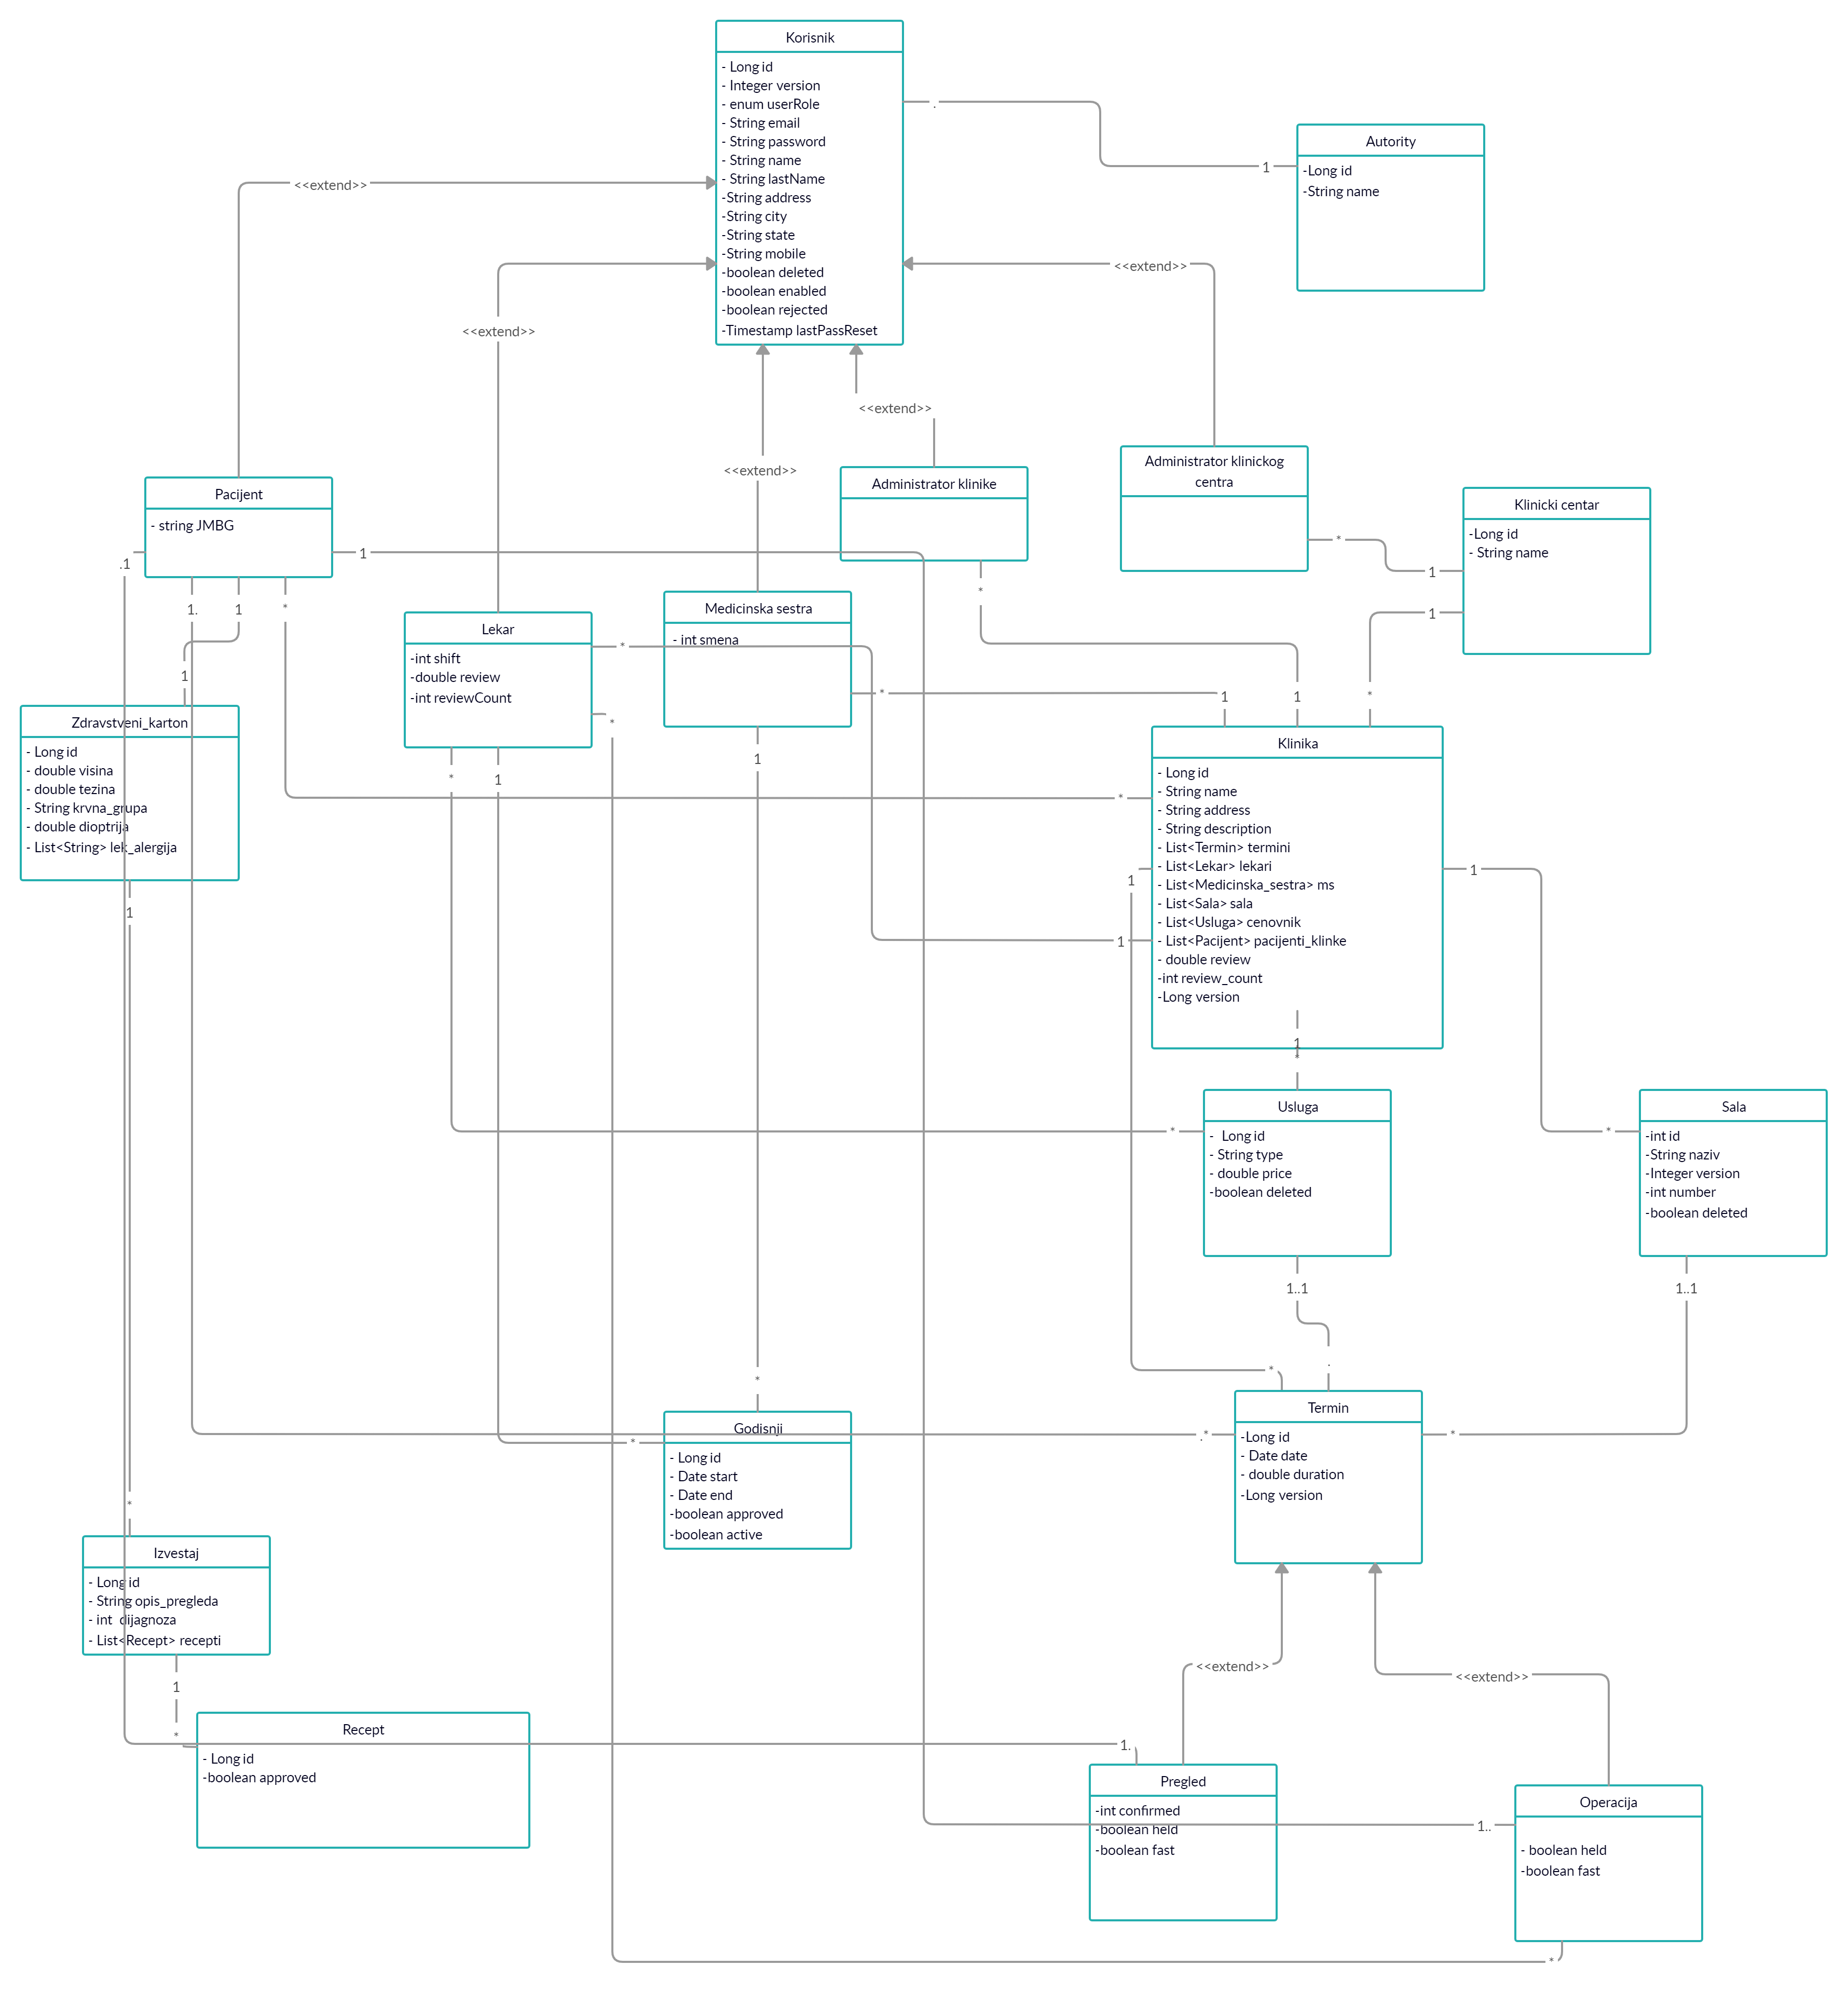 Korisnik
- Long id
- Integer version
- enum userRole
- String email
- String password
- String name
- String lastName
-String address
-String city
-String state
-String mobile
-boolean deleted
-boolean enabled
-boolean rejected
-Timestamp lastPassReset
.
1
Autority
-Long id
-String name
<<extend>>
<<extend>>
<<extend>>
<<extend>>
<<extend>>
Pacijent
- string JMBG
.1
1
1.
1
*
1
Administrator klinike
*
Administrator klinickog
centra
*
1
Klinicki centar
-Long id
- String name
1
*
Lekar
-int shift
-double review
-int reviewCount
*
*
*
1
Medicinska sestra
- int smena
*
1
1
1
Zdravstveni_karton
- Long id
- double visina
- double tezina
- String krvna_grupa
- double dioptrija
- List<String> lek_alergija
1
Klinika
- Long id
- String name
- String address
- String description
- List<Termin> termini
- List<Lekar> lekari
- List<Medicinska_sestra> ms
- List<Sala> sala
- List<Usluga> cenovnik
- List<Pacijent> pacijenti_klinke
- double review
-int review_count
-Long version
*
1
1
1
1
*
Usluga
-  Long id
- String type
- double price
-boolean deleted
*
1..1
.
Sala
-int id
-String naziv
-Integer version
-int number
-boolean deleted
*
1..1
Termin
-Long id
- Date date
- double duration
-Long version
*
.*
*
Godisnji
- Long id
- Date start
- Date end
-boolean approved
-boolean active
*
*
*
Izvestaj
- Long id
- String opis_pregleda
- int  dijagnoza
- List<Recept> recepti
1
*
Recept
- Long id
-boolean approved
<<extend>>
<<extend>>
1.
Pregled
-int confirmed
-boolean held
-boolean fast
1..
Operacija
- boolean held
-boolean fast
*